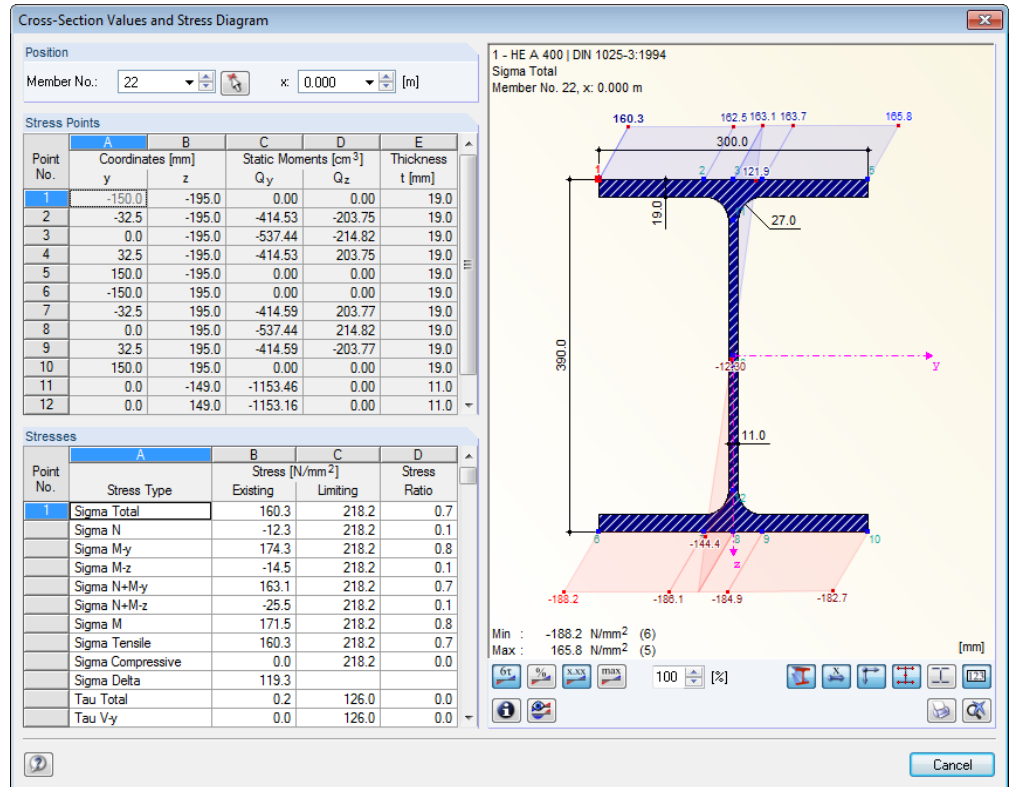 Cross-Section Values and Stress Diagram
Position
Member No.: 22 x: 0.000 [m]
Stress Points
A B C D E
Point No. Coordinates [mm] Static Moments [cm³] Thickness
y z Qy Qz t [mm]
1 -150.0 -195.0 0.00 0.00 19.0
2 -32.5 -195.0 -414.53 -203.75 19.0
3 0.0 -195.0 -537.44 -214.82 19.0
4 32.5 -195.0 -414.53 203.75 19.0
5 150.0 -195.0 0.00 0.00 19.0
6 -150.0 195.0 0.00 0.00 19.0
7 -32.5 195.0 -414.59 203.77 19.0
8 0.0 195.0 -537.44 214.82 19.0
9 32.5 195.0 -414.59 -203.77 19.0
10 150.0 195.0 0.00 0.00 19.0
11 0.0 -149.0 -1153.46 0.00 11.0
12 0.0 149.0 -1153.16 0.00 11.0
Stresses
A B C D
Point No. Stress [N/mm²] Stress
Stress Type Existing Limiting Ratio
1 Sigma Total 160.3 218.2 0.7
Sigma N -12.3 218.2 0.1
Sigma M-y 174.3 218.2 0.8
Sigma M-z -14.5 218.2 0.1
Sigma N+M-y 163.1 218.2 0.7
Sigma N+M-z -25.5 218.2 0.1
Sigma M 171.5 218.2 0.8
Sigma Tensile 160.3 218.2 0.7
Sigma Compressive 0.0 218.2 0.0
Sigma Delta 119.3
Tau Total 0.2 126.0 0.0
Tau V-y 0.0 126.0 0.0
1 - HE A 400 | DIN 1025-3:1994
Sigma Total
Member No. 22, x: 0.000 m
160.3 162.5 163.1 163.7 165.8
300.0
1 2 3 121.9 5
19.0
27.0
390.0
y
11.0
6 8 9 10
-144.4
z
-188.2 -186.1 -184.9 -182.7
Min : -188.2 N/mm² (6)
Max : 165.8 N/mm² (5)
[mm]
6τ % x.xx max 100 [%] x 123
Cancel